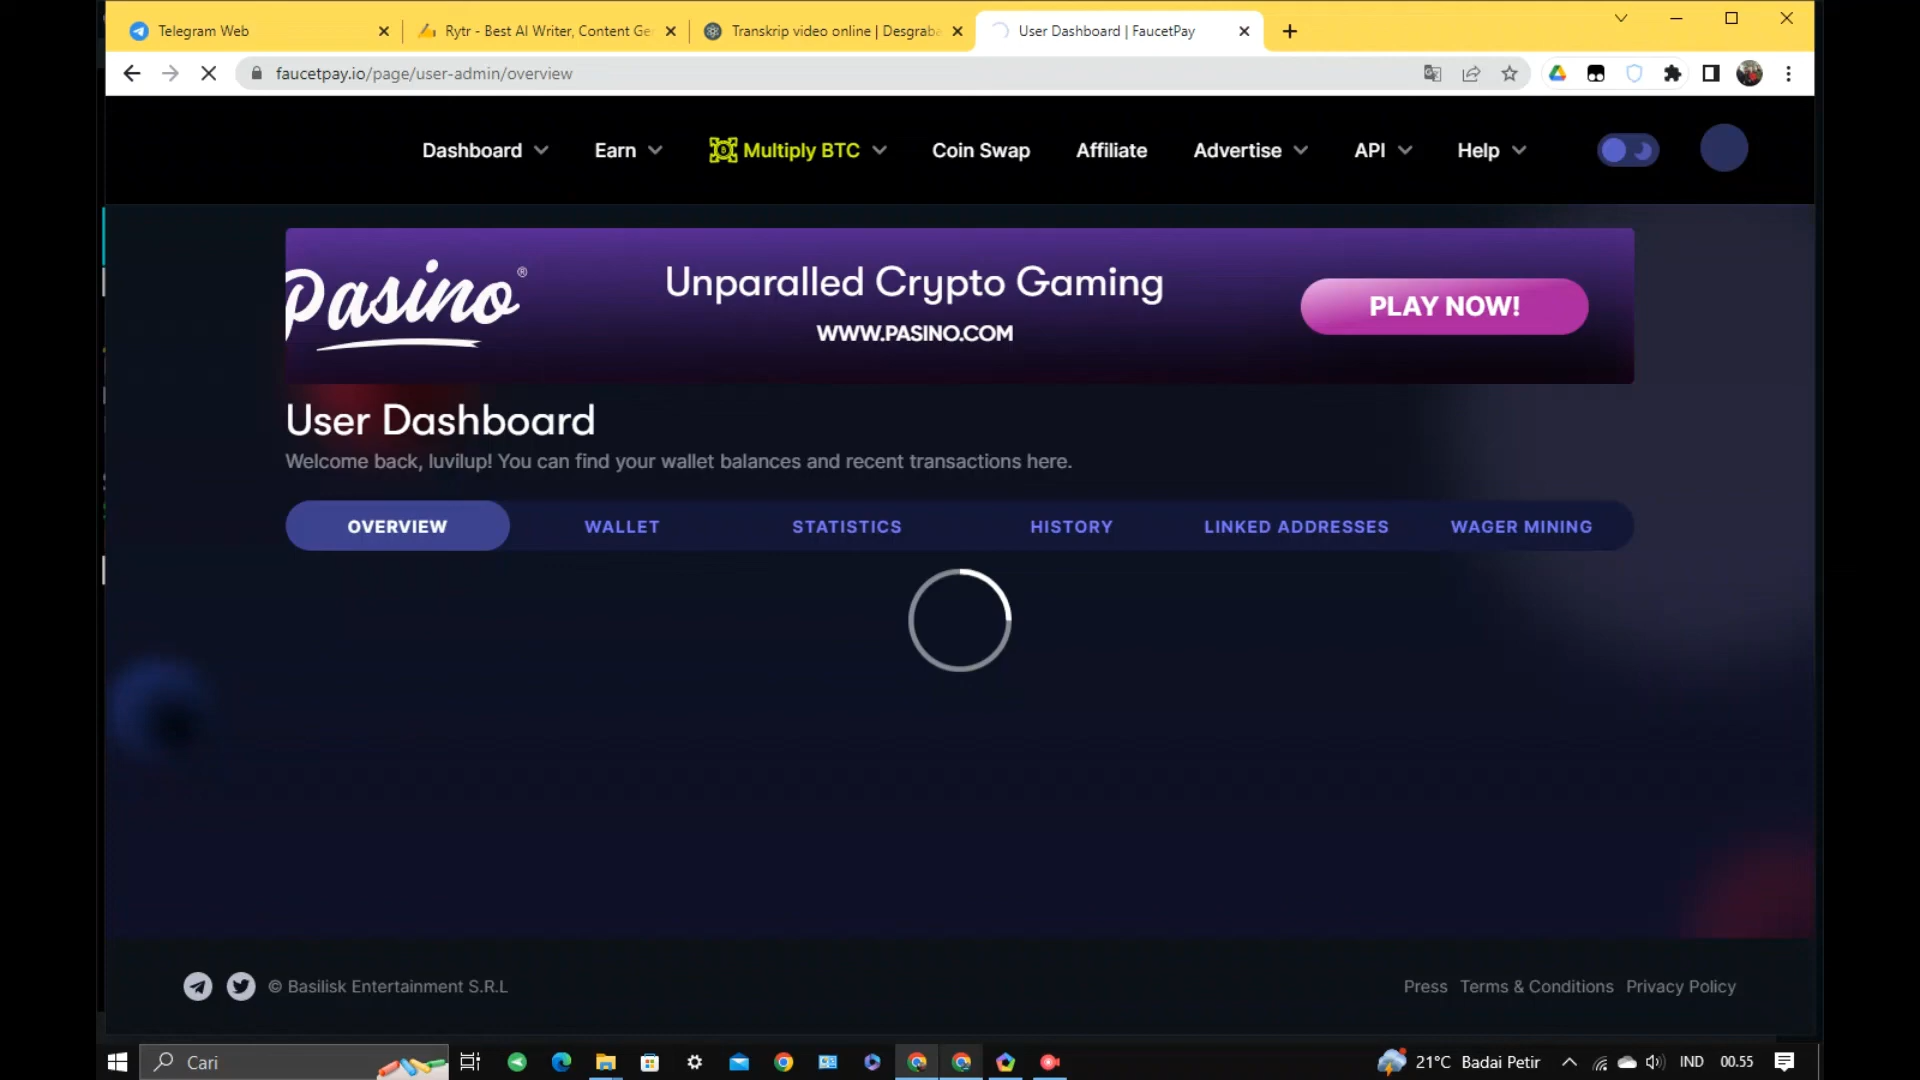 Telegram Web
Rytr - Best AI Writer, Content Ge
Transkrip video online | Desgraba
User Dashboard | FaucetPay
faucetpay.io/page/user-admin/overview
Dashboard
Earn
Multiply BTC
Coin Swap
Affiliate
Advertise
API
Help
Pasino®
Unparalled Crypto Gaming
WWW.PASINO.COM
PLAY NOW!
User Dashboard
Welcome back, luvilup! You can find your wallet balances and recent transactions here.
OVERVIEW
WALLET
STATISTICS
HISTORY
LINKED ADDRESSES
WAGER MINING
© Basilisk Entertainment S.R.L
Press
Terms & Conditions
Privacy Policy
Cari
21°C Badai Petir
IND
00.55